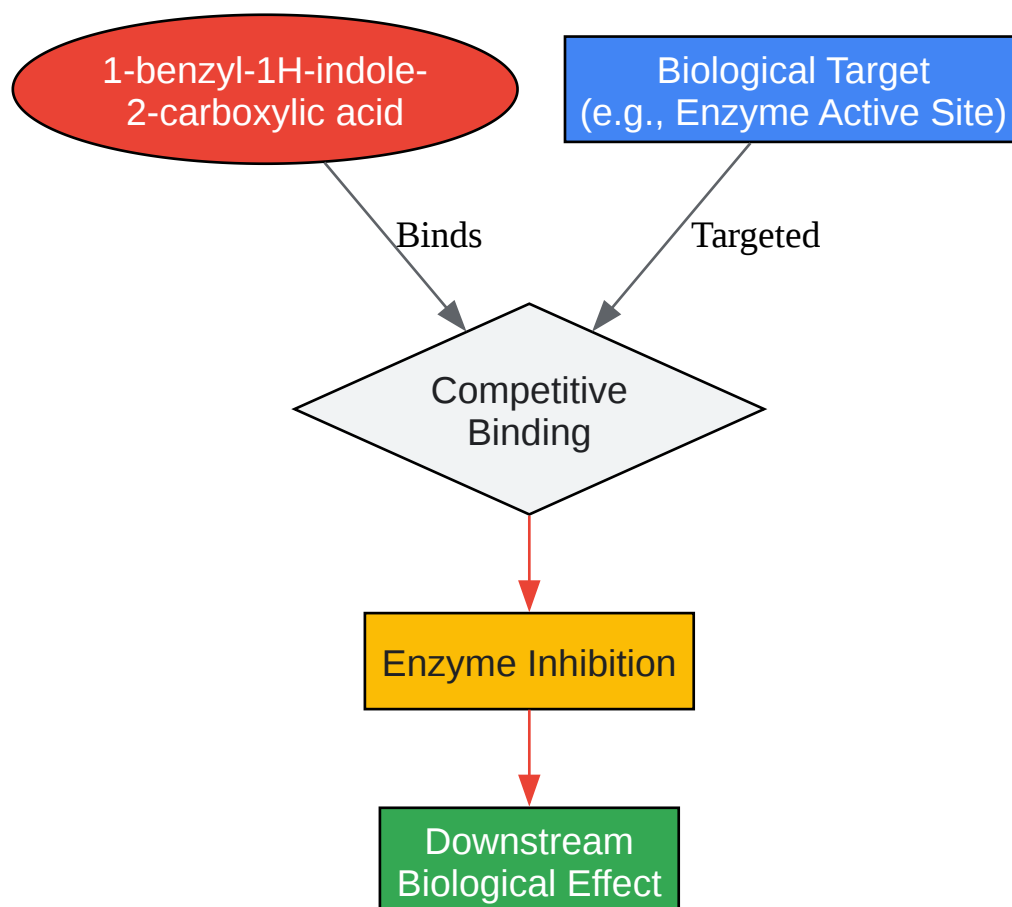 1-benzyl-1H-indole-
2-carboxylic acid
Biological Target
(e.g., Enzyme Active Site)
Binds
Targeted
Competitive
Binding
Enzyme Inhibition
Downstream
Biological Effect